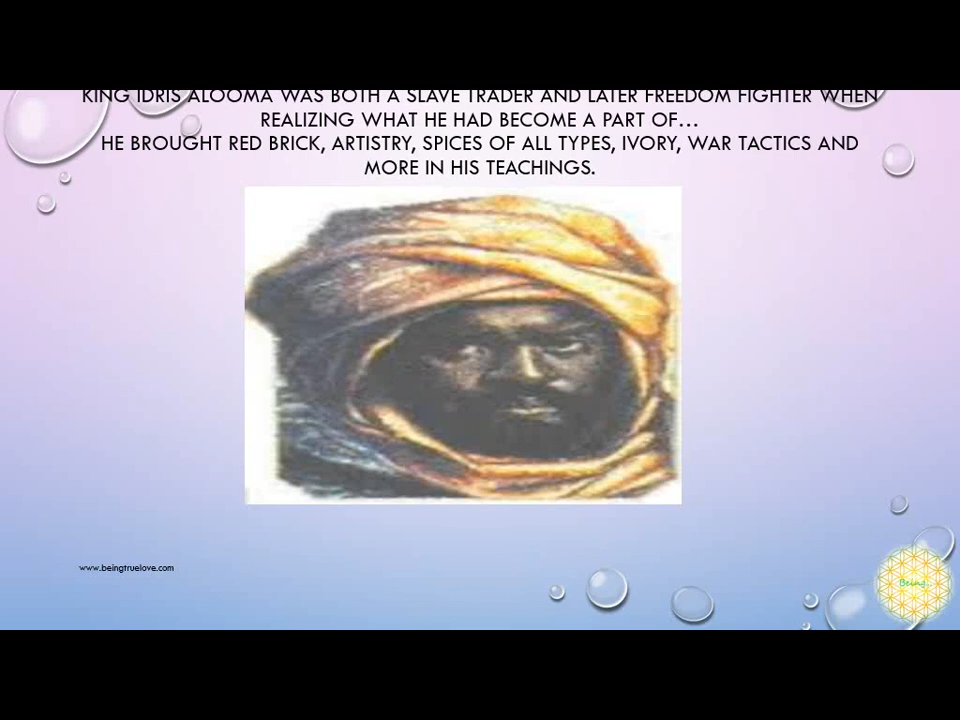 KING IDRIS ALOOMA WAS BOTH A SLAVE TRADER AND LATER FREEDOM FIGHTER WHEN
REALIZING WHAT HE HAD BECOME A PART OF...
HE BROUGHT RED BRICK, ARTISTRY, SPICES OF ALL TYPES, IVORY, WAR TACTICS AND
MORE IN HIS TEACHINGS.
www.beingtruelove.com
Being..